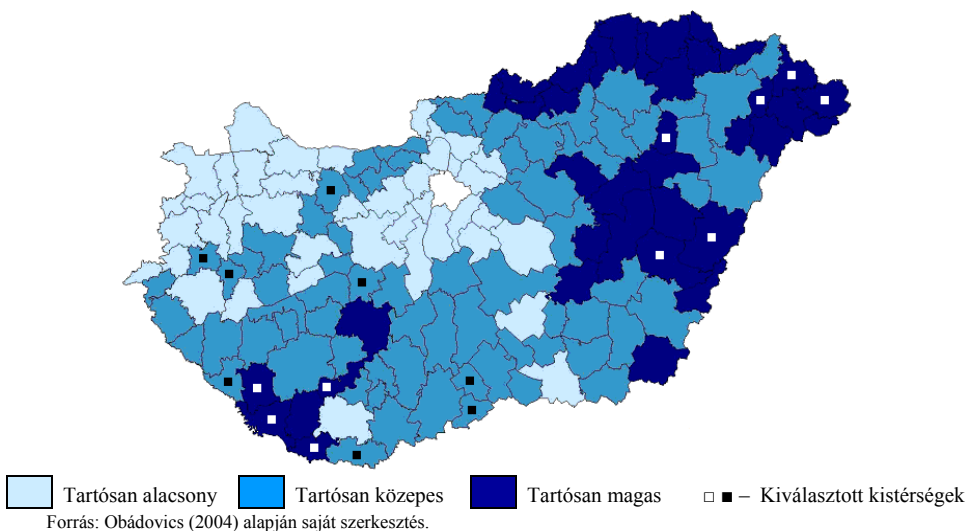 Tartósan alacsony Tartósan közepes Tartósan magas – Kiválasztott kistérségek
Forrás: Obádovics (2004) alapján saját szerkesztés.